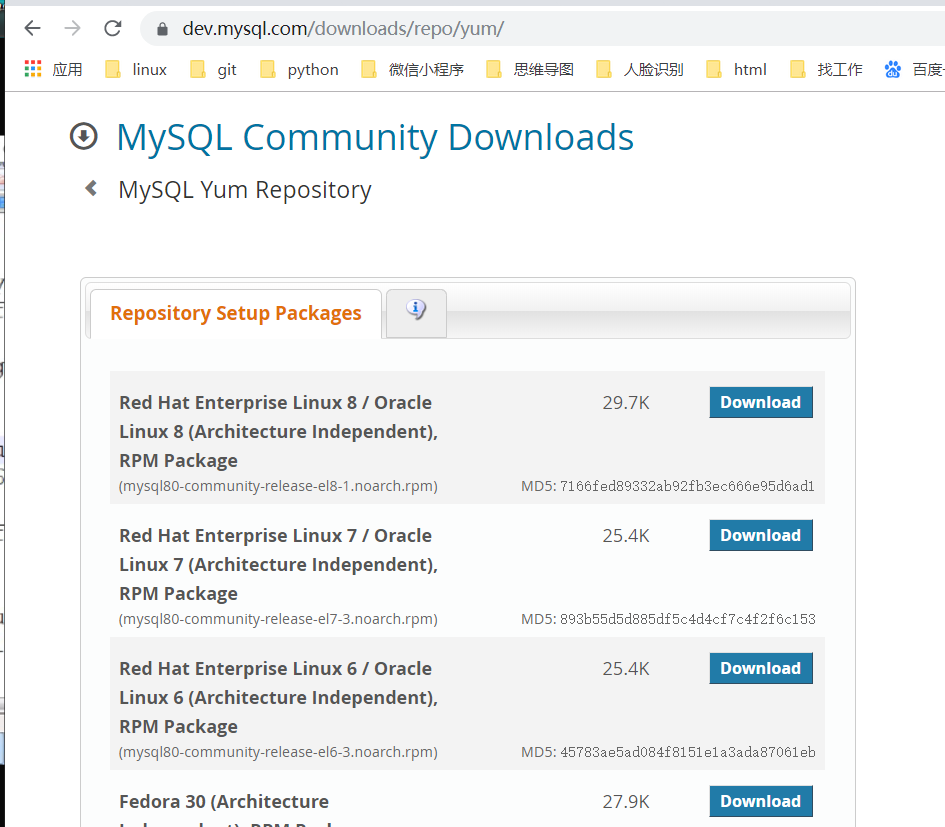 dev.mysql.com/downloads/repo/yum/
应用 linux git python 微信小程序 思维导图 人脸识别 html 找工作 du 百度
MySQL Community Downloads
MySQL Yum Repository
Repository Setup Packages
Red Hat Enterprise Linux 8 / Oracle 29.7K Download
Linux 8 (Architecture Independent),
RPM Package
(mysql80-community-release-el8-1.noarch.rpm) MD5: 7166fed89332ab92fb3ec666e95d6ad1
Red Hat Enterprise Linux 7 / Oracle 25.4K Download
Linux 7 (Architecture Independent),
RPM Package
(mysql80-community-release-el7-3.noarch.rpm) MD5: 893b55d5d885df5c4d4cf7c4f2f6c153
Red Hat Enterprise Linux 6 / Oracle 25.4K Download
Linux 6 (Architecture Independent),
RPM Package
(mysql80-community-release-el6-3.noarch.rpm) MD5: 45783ae5ad084f8151e1a3ada87061eb
Fedora 30 (Architecture 27.9K Download